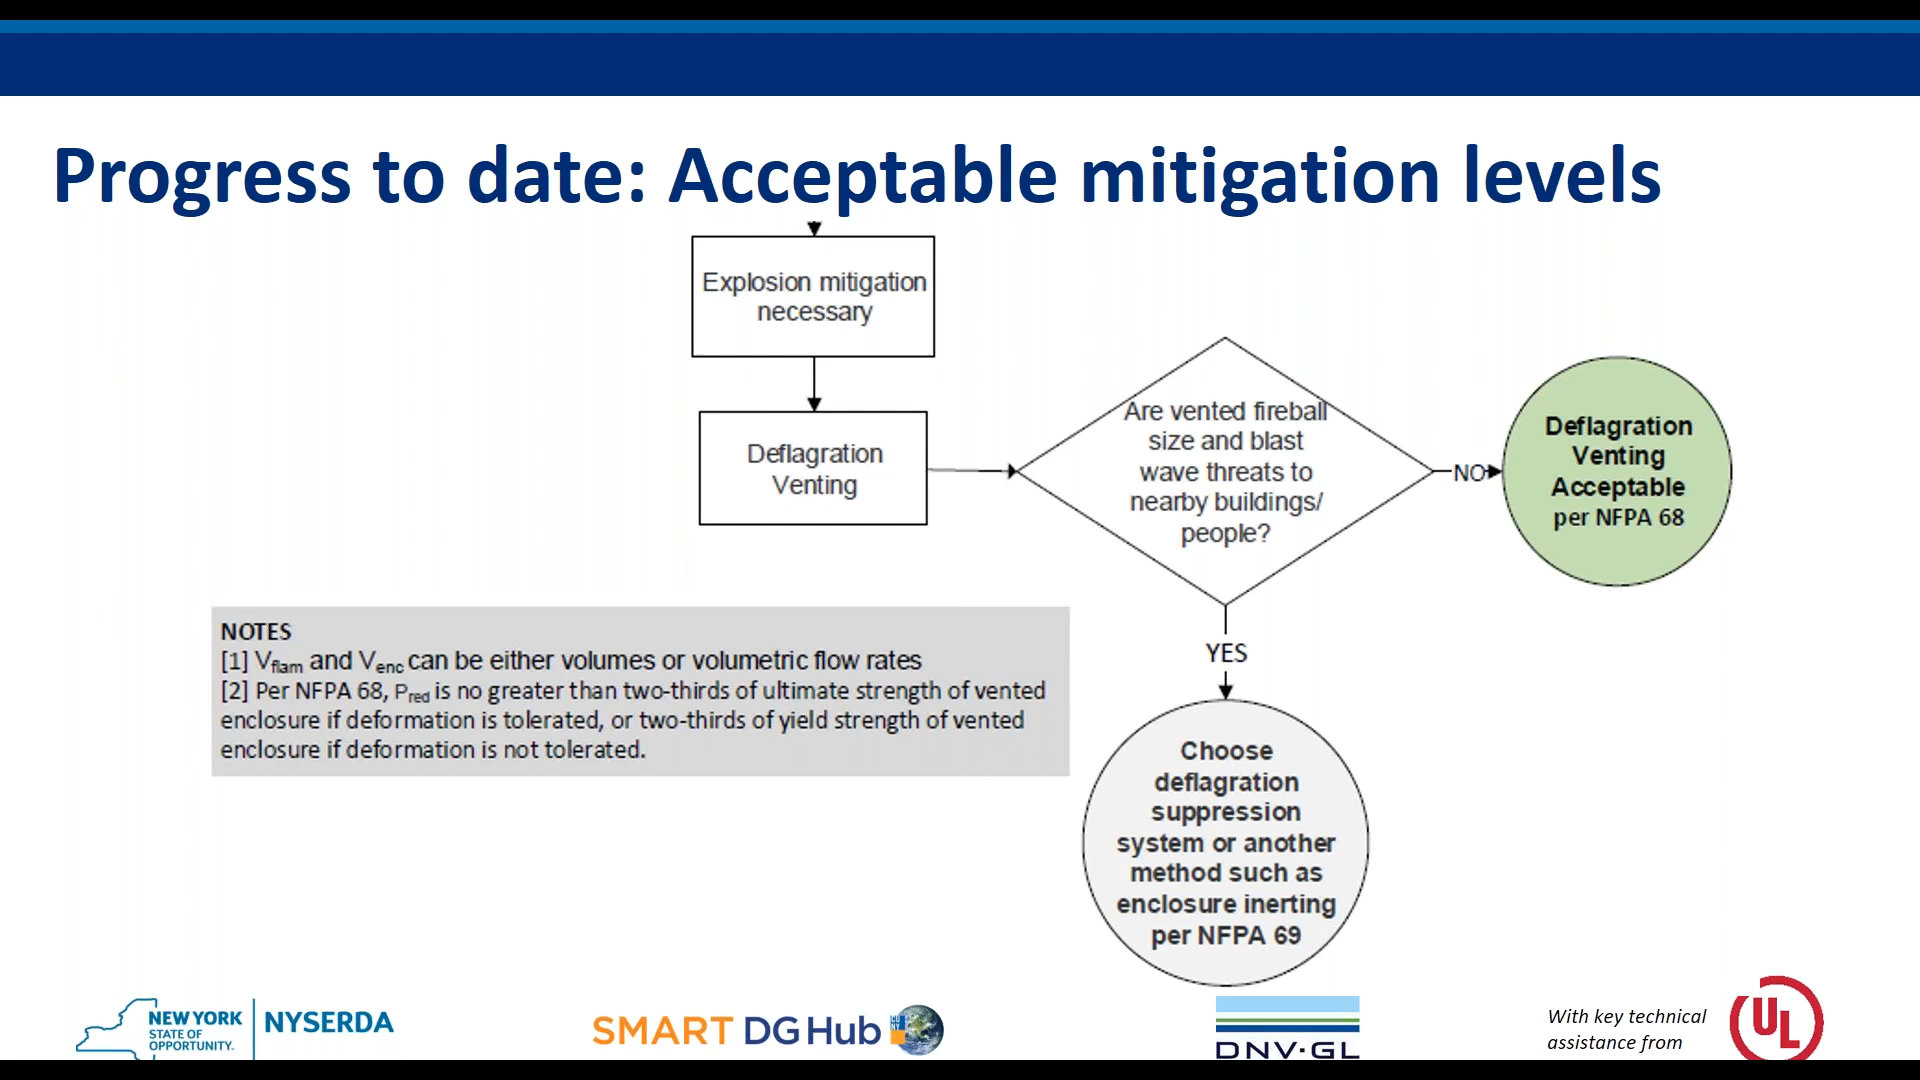 Progress to date: Acceptable mitigation levels
Explosion mitigation
necessary
Deflagration
Venting
Are vented fireball
size and blast
wave threats to
nearby buildings/
people?
NO
Deflagration
Venting
Acceptable
per NFPA 68
YES
Choose
deflagration
suppression
system or another
method such as
enclosure inerting
per NFPA 69
NOTES
[1] Vflam and Venc can be either volumes or volumetric flow rates
[2] Per NFPA 68, Pred is no greater than two-thirds of ultimate strength of vented
enclosure if deformation is tolerated, or two-thirds of yield strength of vented
enclosure if deformation is not tolerated.
NEW YORK
STATE OF
OPPORTUNITY.
NYSERDA
SMART DG Hub
CU
NY
DNV·GL
With key technical
assistance from
UL